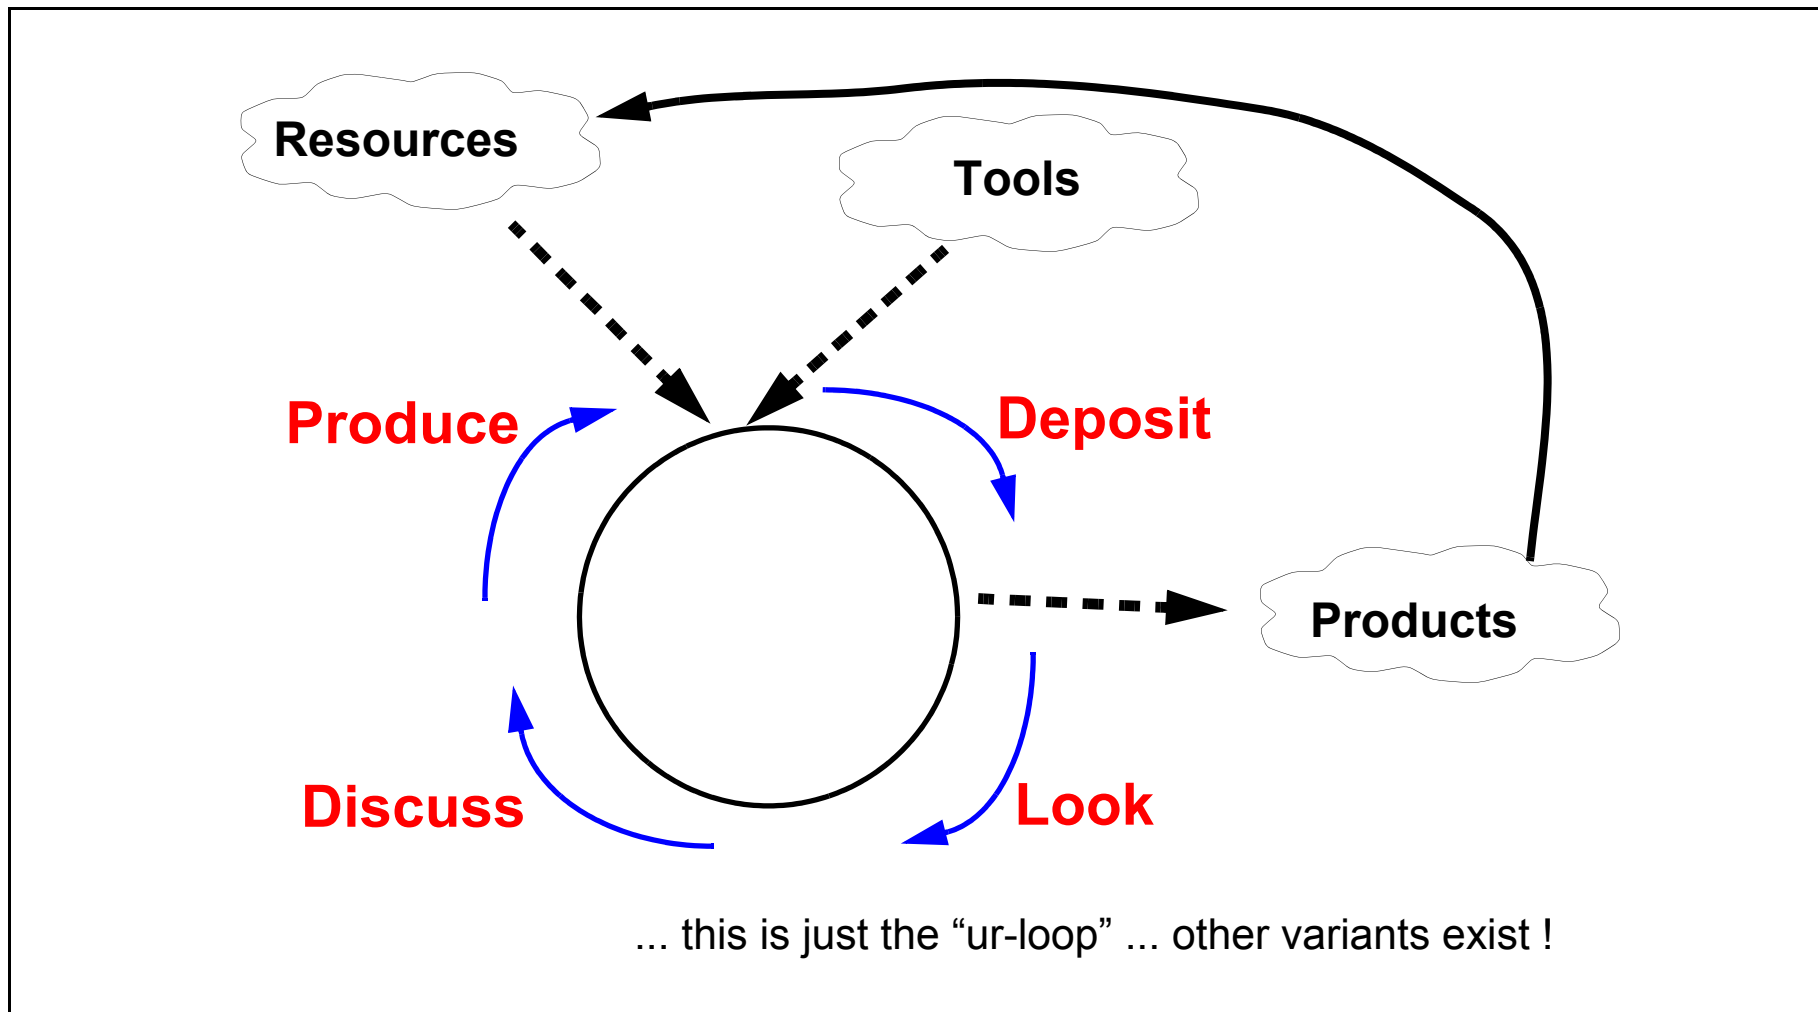 Resources
Tools
Produce
Deposit
Products
Discuss
Look
... this is just the “ur-loop” ... other variants exist !